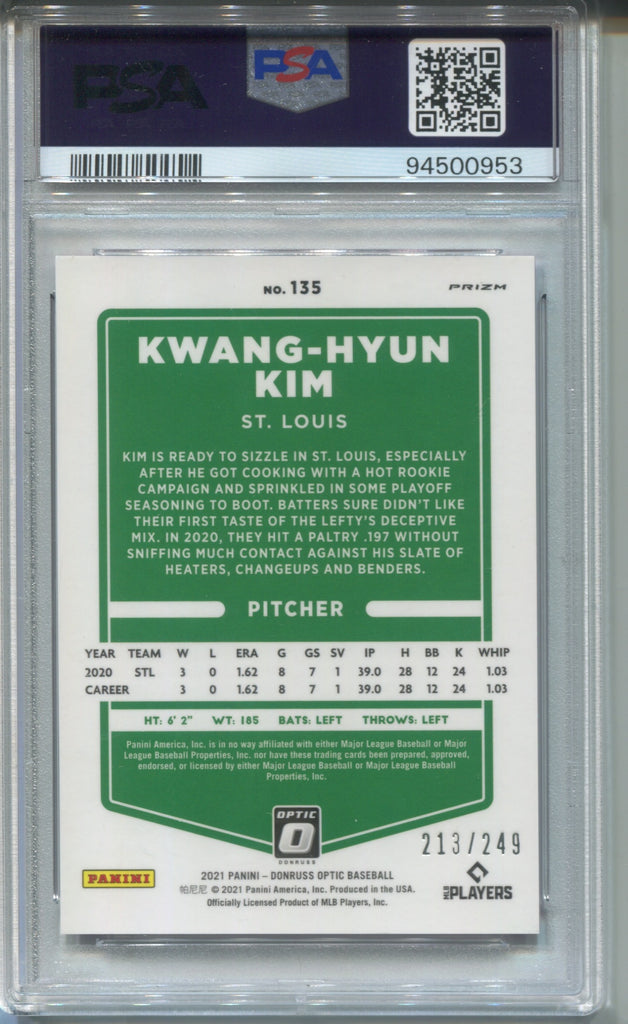 PSA
PSA
94500953
NO. 135
PRIZM
KWANG-HYUN
KIM
ST. LOUIS
KIM IS READY TO SIZZLE IN ST. LOUIS, ESPECIALLY
AFTER HE GOT COOKING WITH A HOT ROOKIE
CAMPAIGN AND SPRINKLED IN SOME PLAYOFF
SEASONING TO BOOT. BATTERS SURE DIDN'T LIKE
THEIR FIRST TASTE OF THE LEFTY'S DECEPTIVE
MIX. IN 2020, THEY HIT A PALTRY .197 WITHOUT
SNIFFING MUCH CONTACT AGAINST HIS SLATE OF
HEATERS, CHANGEUPS AND BENDERS.
PITCHER
YEAR TEAM W L ERA G GS SV IP H BB K WHIP
2020 STL 3 0 1.62 8 7 1 39.0 28 12 24 1.03
CAREER 3 0 1.62 8 7 1 39.0 28 12 24 1.03
HT: 6' 2" WT: 185 BATS: LEFT THROWS: LEFT
Panini America, Inc. is in no way affiliated with either Major League Baseball or Major
League Baseball Properties, Inc. nor have these trading cards been prepared, approved,
endorsed, or licensed by either Major League Baseball or Major League Baseball
Properties, Inc.
OPTIC
DONRUSS
213/249
PANINI
2021 PANINI – DONRUSS OPTIC BASEBALL
帕尼尼 © 2021 Panini America, Inc. Produced in the USA.
Officially Licensed Product of MLB Players, Inc.
MLB PLAYERS